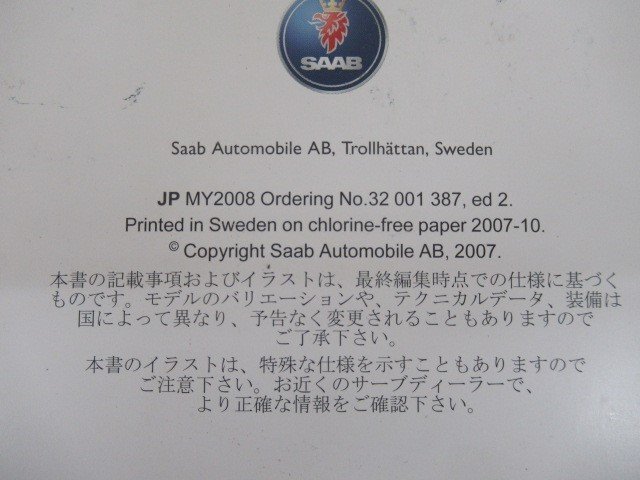 SAAB
Saab Automobile AB, Trollhättan, Sweden
JP MY2008 Ordering No.32 001 387, ed 2.
Printed in Sweden on chlorine-free paper 2007-10.
© Copyright Saab Automobile AB, 2007.
本書の記載事項およびイラストは、最終編集時点での仕様に基づく
ものです。モデルのバリエーションや、テクニカルデータ、装備は
国によって異なり、予告なく変更されることもありますので
ご了承下さい。
本書のイラストは、特殊な仕様を示すこともありますので
ご注意下さい。お近くのサーブディーラーで、
より正確な情報をご確認下さい。